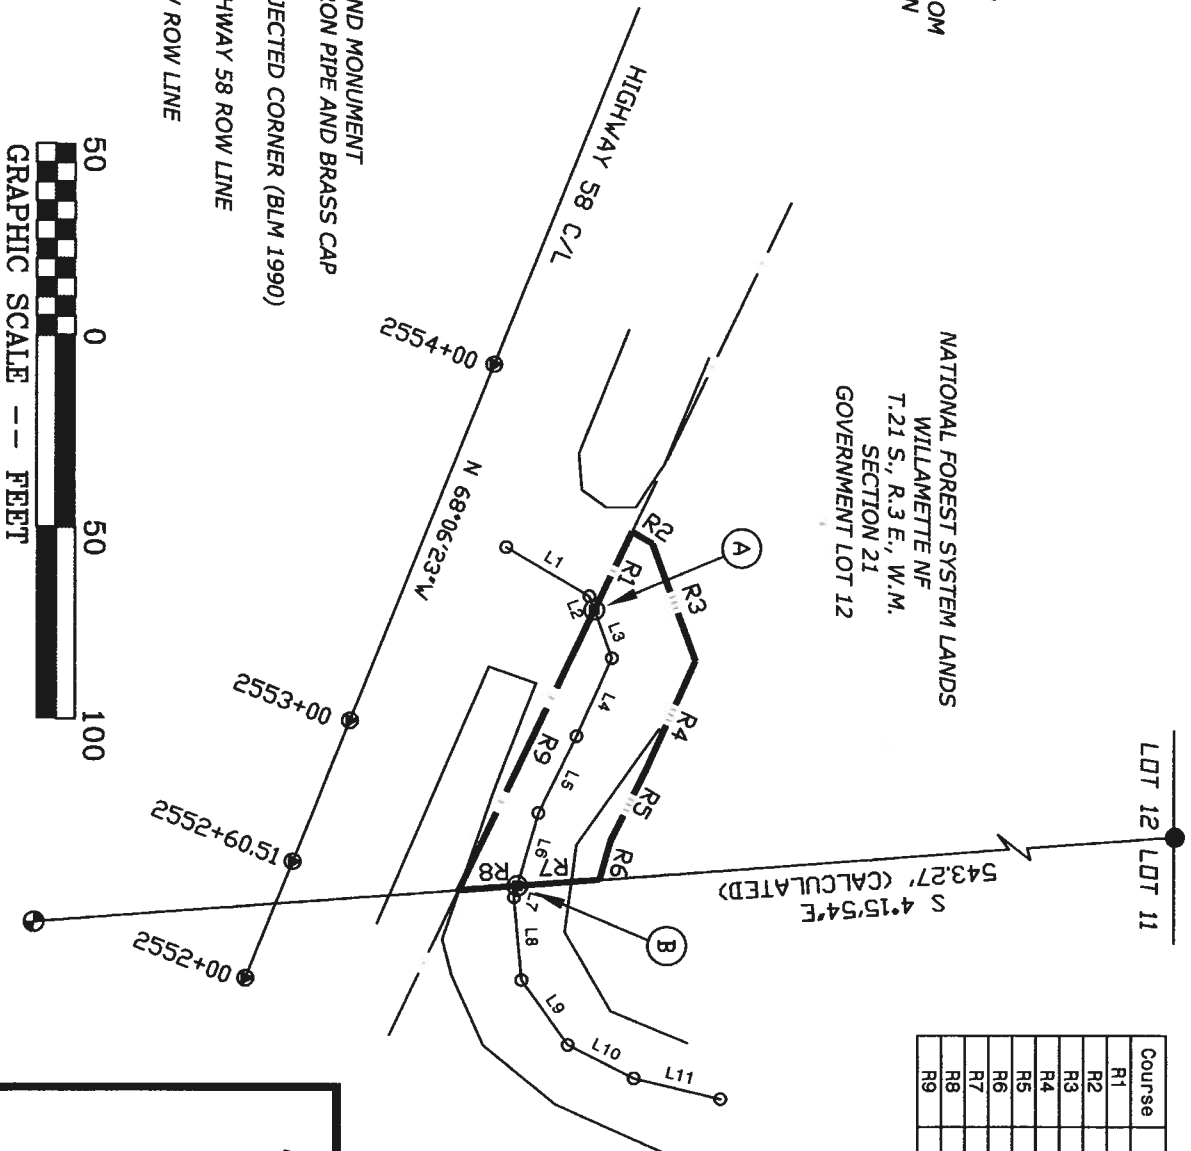 OM
N
ND MONUMENT
RON PIPE AND BRASS CAP
JECTED CORNER (BLM 1990)
HWAY 58 ROW LINE
ROW LINE
50 0 50 100
GRAPHIC SCALE -- FEET
HIGHWAY 58 C/L
N 68°06'23"W
2554+00
2553+00
2552+60.51
2552+00
NATIONAL FOREST SYSTEM LANDS
WILLAMETTE NF
T.21 S., R.3 E., W.M.
SECTION 21
GOVERNMENT LOT 12
A
B
R1
R2
R3
R4
R5
R6
R7
R8
R9
L1
L2
L3
L4
L5
L6
L7
L8
L9
L10
L11
S 4°15'54"E
543.27' (CALCULATED)
LOT 12
LOT 11
Course
R1
R2
R3
R4
R5
R6
R7
R8
R9